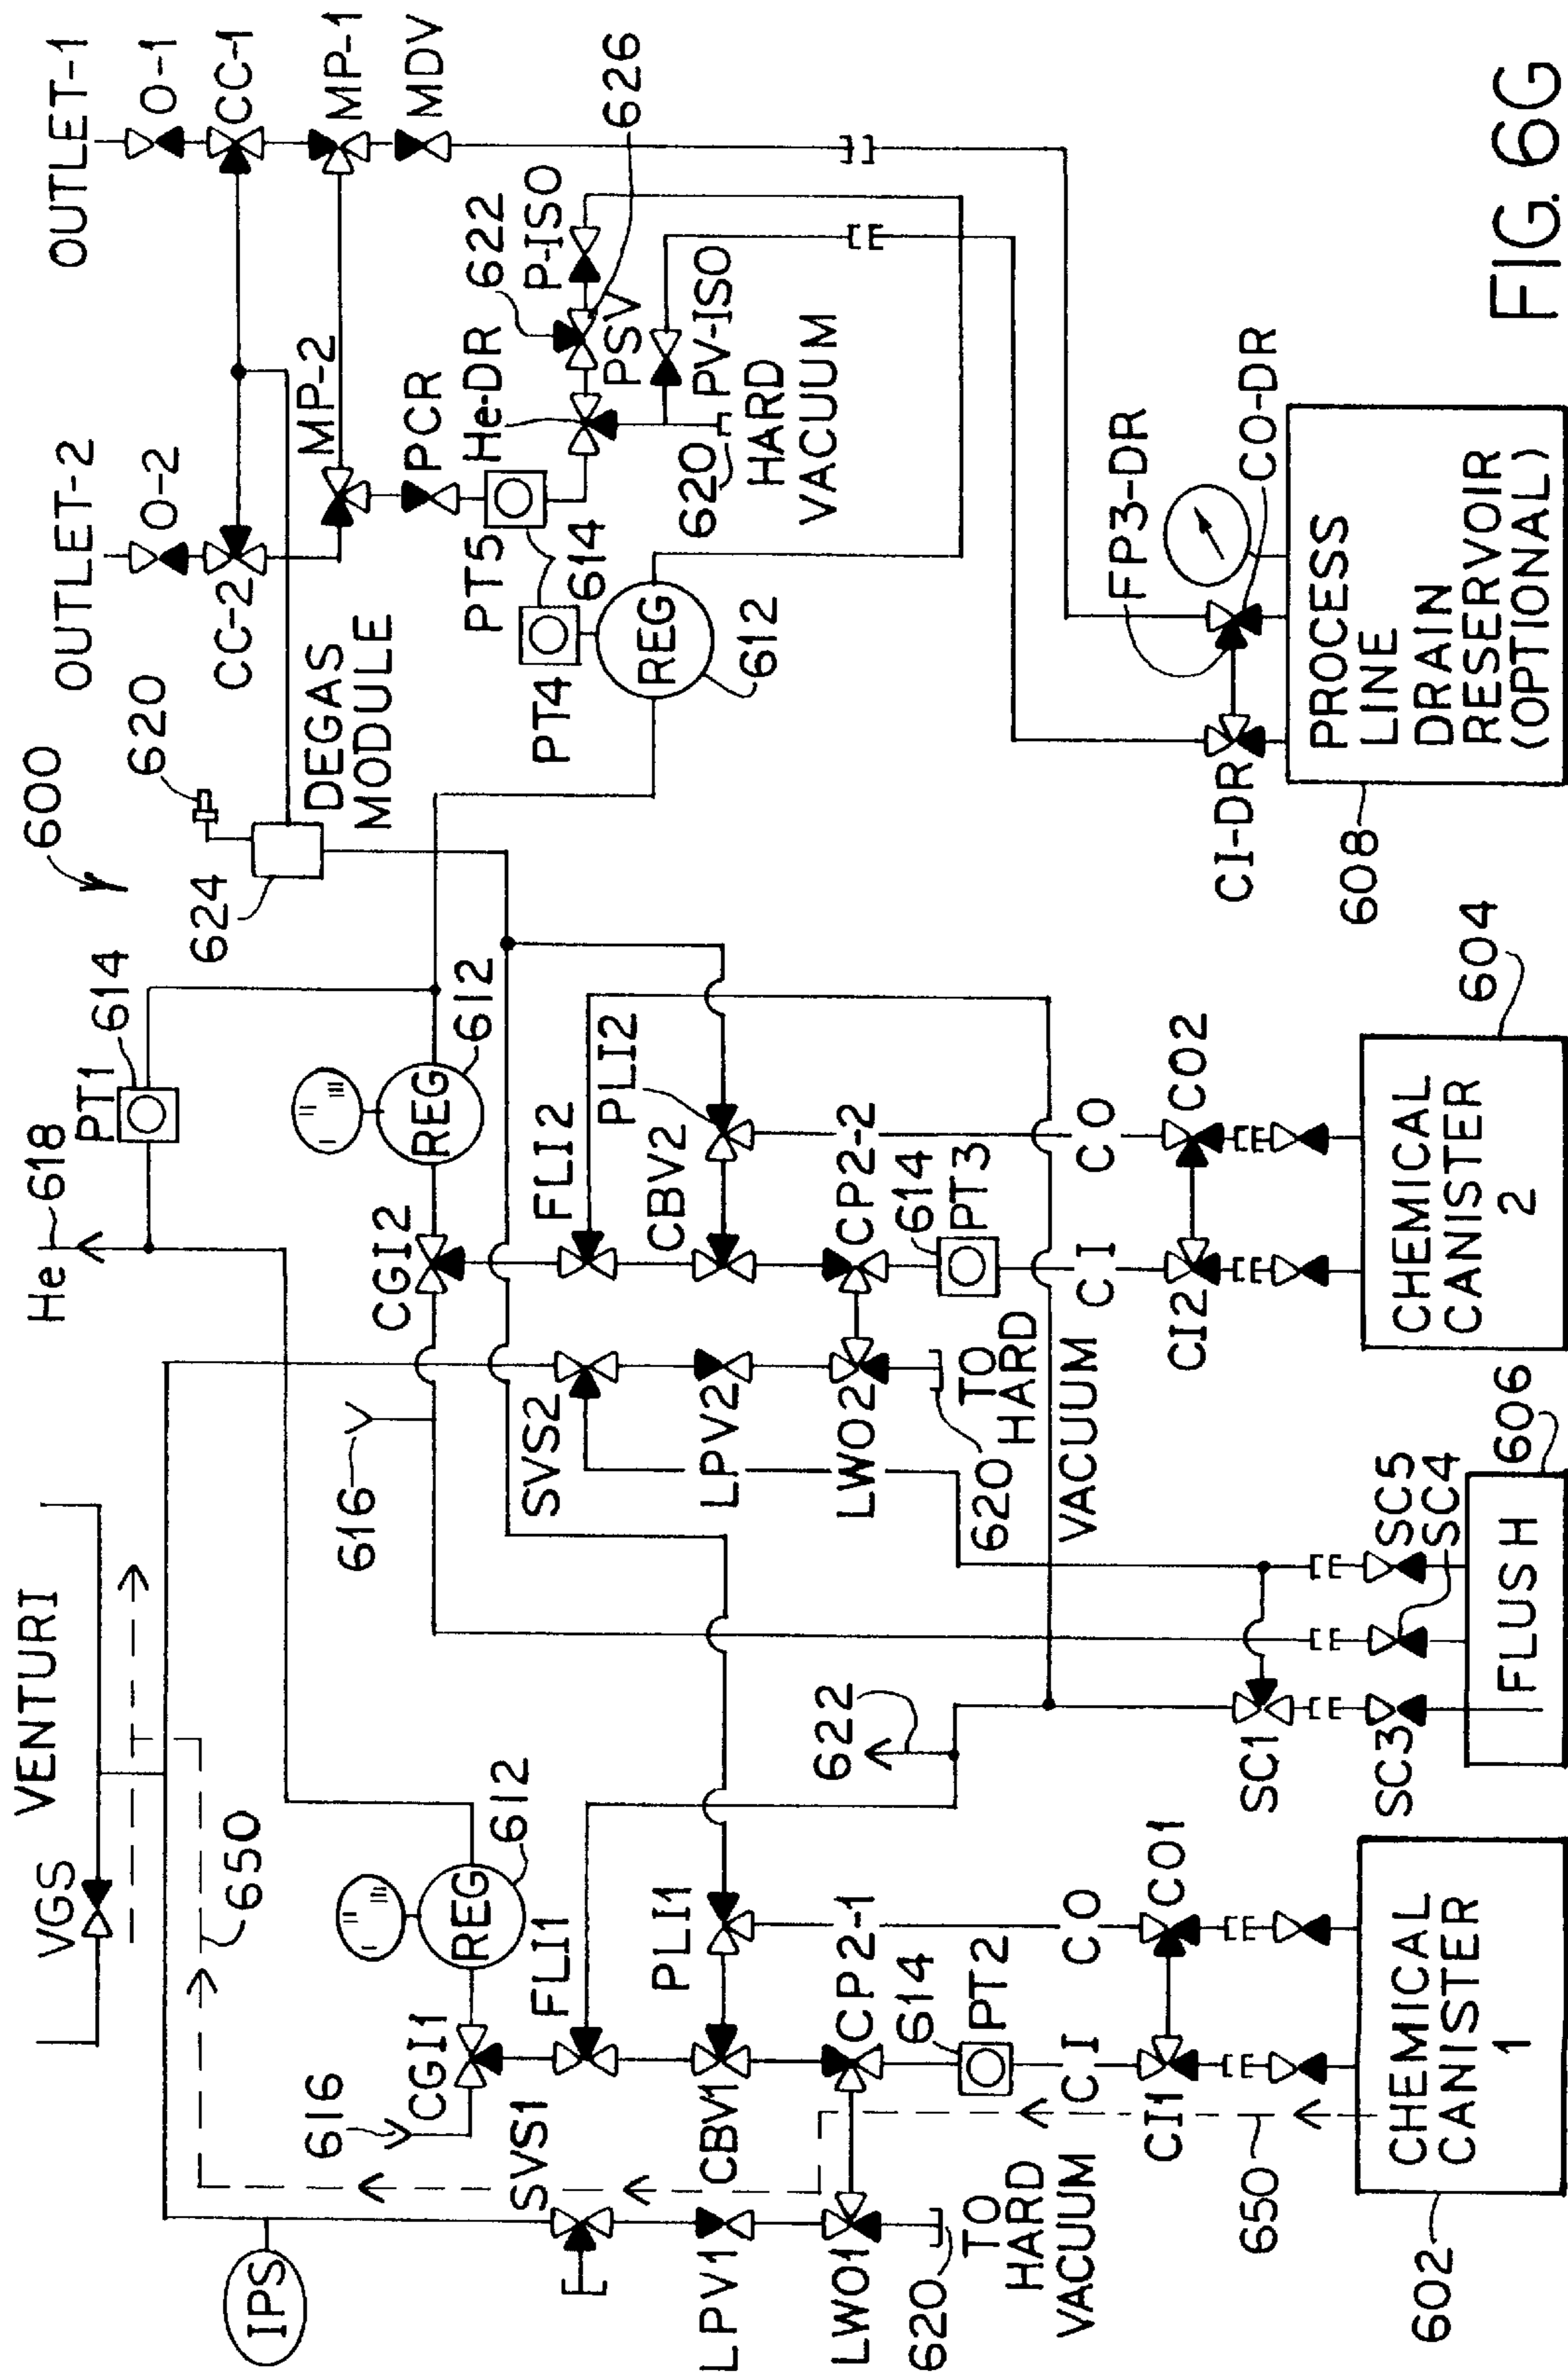 OUTLET-1
O-1
CC-1
MP-1
MDV
626
OUTLET-2
O-2
CC-2
MP-2
PCR
He-DR
622
P-ISO
PSV
PV-ISO
620
HARD
VACUUM
PT5
614
PT4
REG
612
600
620
624
DEGAS
MODULE
FP3-DR
CO-DR
CI-DR
PROCESS
LINE
DRAIN
RESERVOIR
(OPTIONAL)
608
FIG. 6G
He
618
PT1
614
612
REG
CGI2
FLI2
PLI2
CBV2
CP2-2
614
PT3
CO
CI
CO2
CI2
604
CHEMICAL
CANISTER
2
616
SVS2
LPV2
LWO2
620
TO
HARD
VACUUM
SC5
SC4
606
FLUSH
SC1
SC3
622
VGS
VENTURI
650
612
REG
CGI1
616
FLI1
SVS1
PLI1
CBV1
CP2-1
614
PT2
CO
CI
CO1
CI1
IPS
LPV1
LWO1
620
TO
HARD
VACUUM
650
602
CHEMICAL
CANISTER
1